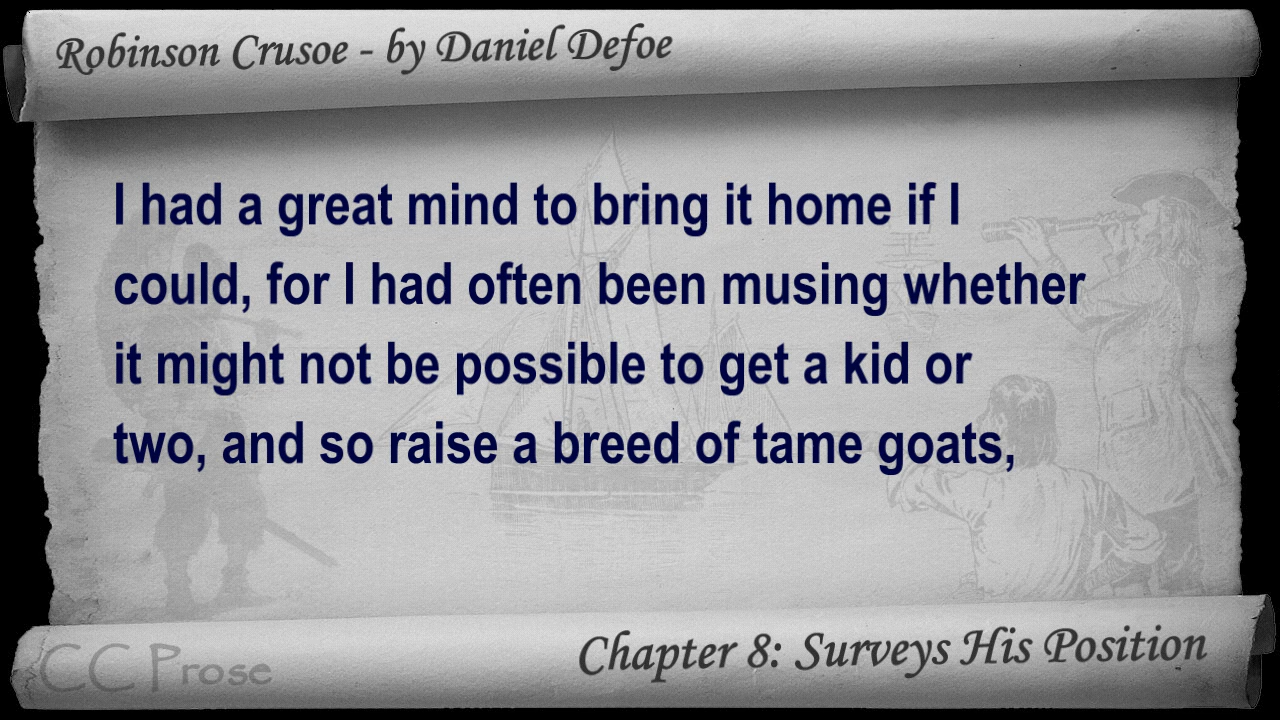 Robinson Crusoe - by Daniel Defoe
I had a great mind to bring it home if I
could, for I had often been musing whether
it might not be possible to get a kid or
two, and so raise a breed of tame goats,
Chapter 8: Surveys His Position
CC Prose